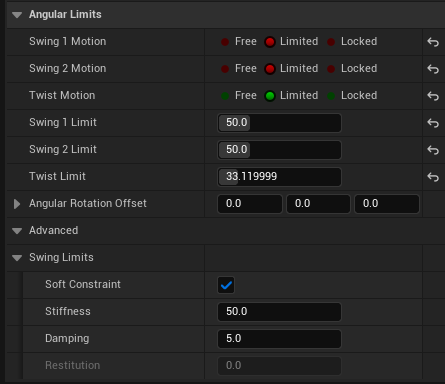 Angular Limits
Swing 1 Motion Free Limited Locked
Swing 2 Motion Free Limited Locked
Twist Motion Free Limited Locked
Swing 1 Limit 50.0
Swing 2 Limit 50.0
Twist Limit 33.119999
Angular Rotation Offset 0.0 0.0 0.0
Advanced
Swing Limits
Soft Constraint
Stiffness 50.0
Damping 5.0
Restitution 0.0